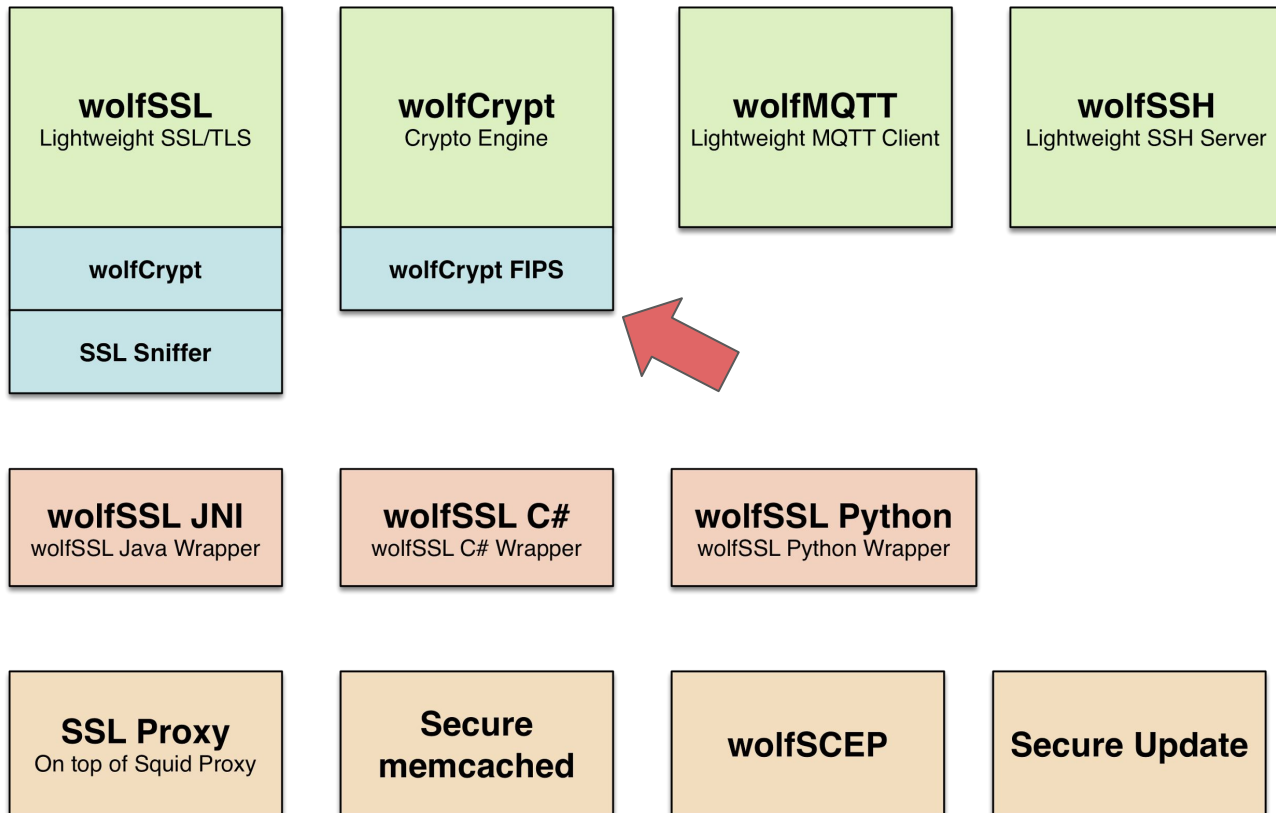 wolfSSL
Lightweight SSL/TLS
wolfCrypt
SSL Sniffer
wolfCrypt
Crypto Engine
wolfCrypt FIPS
wolfMQTT
Lightweight MQTT Client
wolfSSH
Lightweight SSH Server
wolfSSL JNI
wolfSSL Java Wrapper
wolfSSL C#
wolfSSL C# Wrapper
wolfSSL Python
wolfSSL Python Wrapper
SSL Proxy
On top of Squid Proxy
Secure
memcached
wolfSCEP
Secure Update